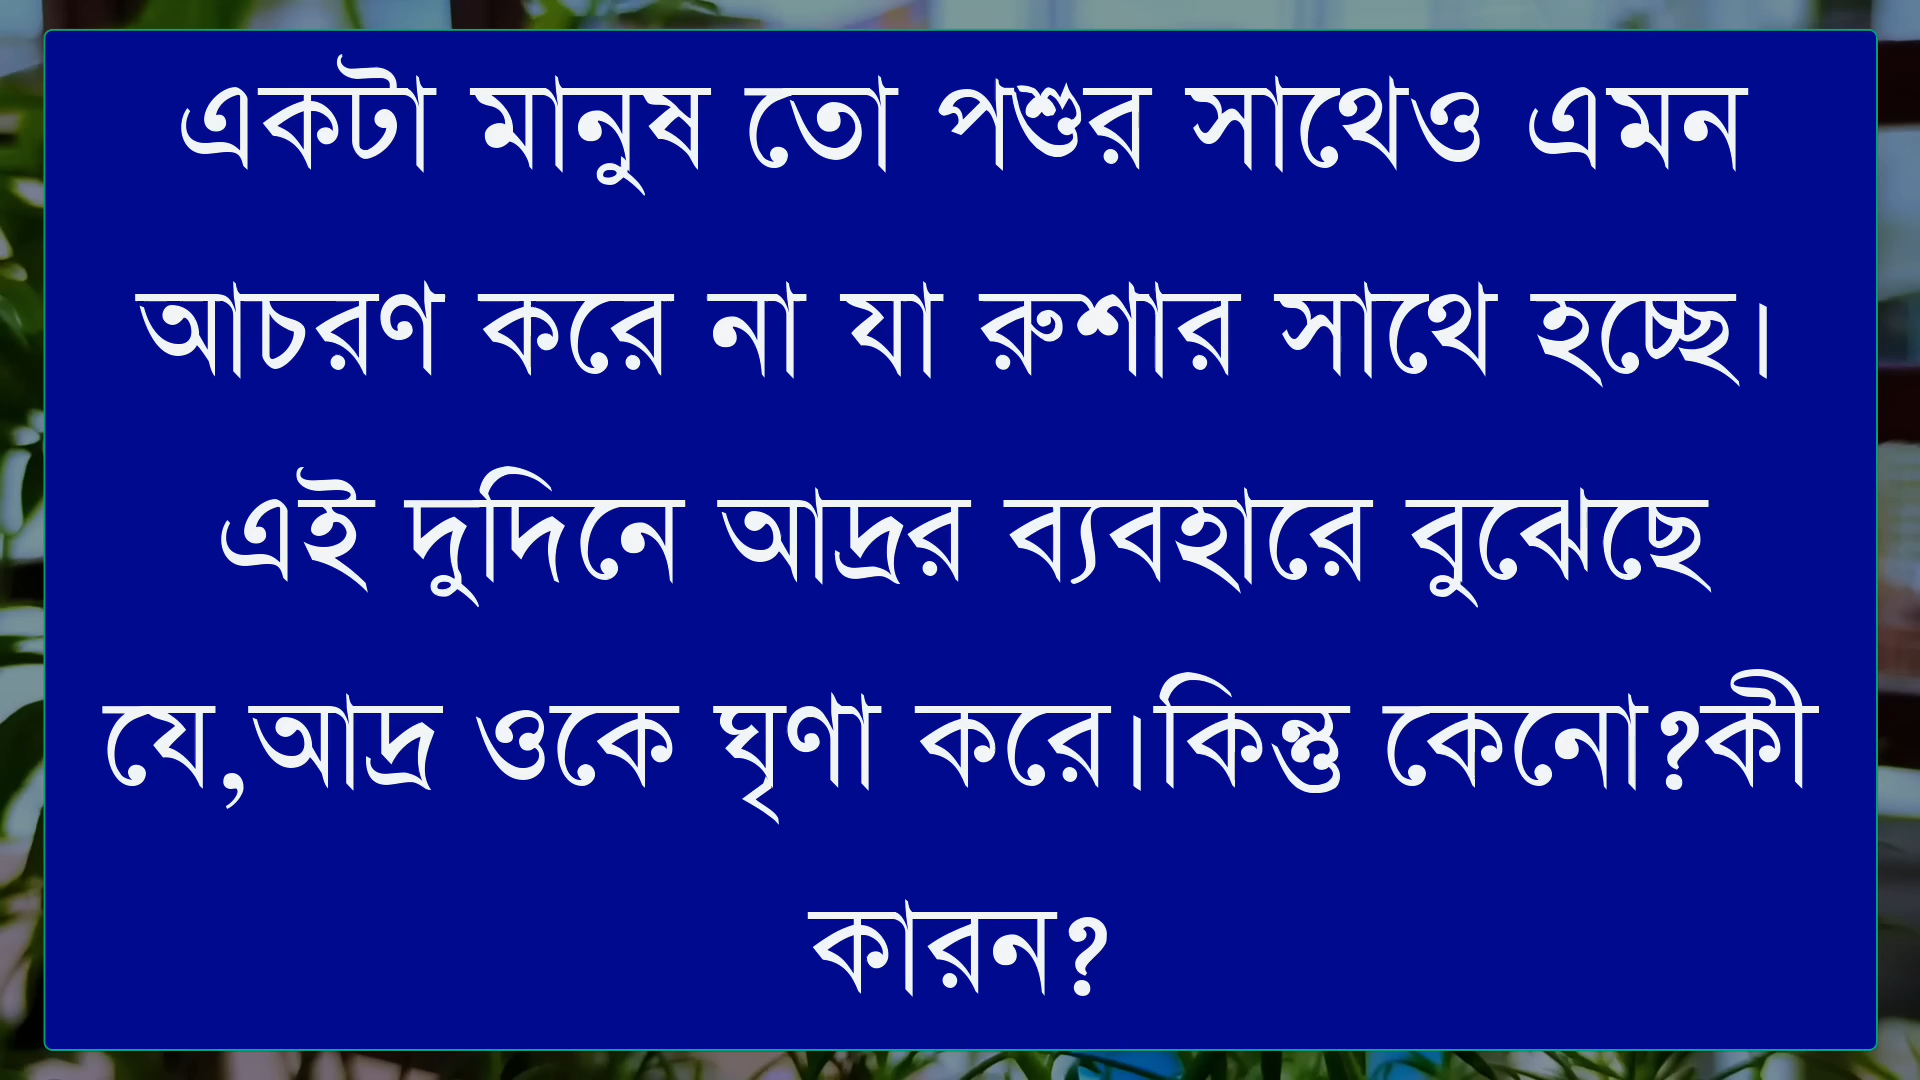 একটা মানুষ তো পশুর সাথেও এমন
আচরণ করে না যা রুশার সাথে হচ্ছে।
এই দুদিনে আদ্রর ব্যবহারে বুঝেছে
যে,আদ্র ওকে ঘৃণা করে।কিন্তু কেনো?কী
কারন?